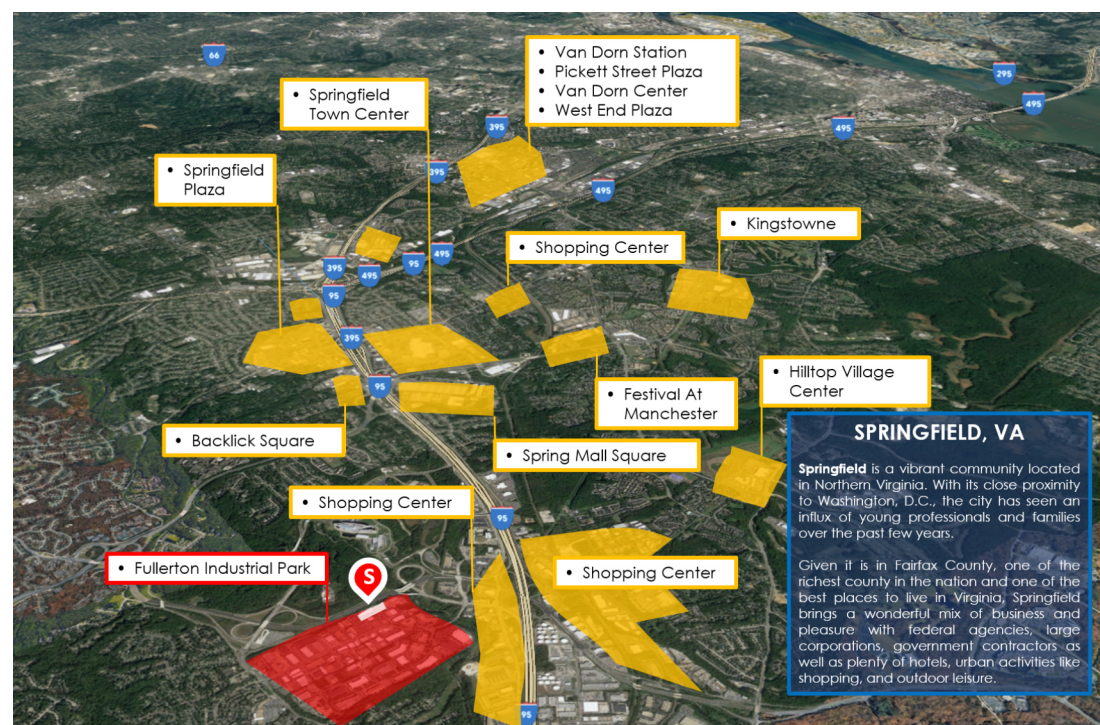 66
• Van Dorn Station
• Pickett Street Plaza
• Van Dorn Center
• West End Plaza
295
495
• Springfield
Town Center
395
495
• Springfield
Plaza
395
495
• Kingstowne
• Shopping Center
495
95
395
495
95
395
95
• Festival At
Manchester
• Hilltop Village
Center
• Backlick Square
• Spring Mall Square
SPRINGFIELD, VA
Springfield is a vibrant community located
in Northern Virginia. With its close proximity
to Washington, D.C., the city has seen an
influx of young professionals and families
over the past few years.
Given it is in Fairfax County, one of the
richest county in the nation and one of the
best places to live in Virginia, Springfield
brings a wonderful mix of business and
pleasure with federal agencies, large
corporations, government contractors as
well as plenty of hotels, urban activities like
shopping, and outdoor leisure.
• Shopping Center
95
• Fullerton Industrial Park
S
• Shopping Center
95